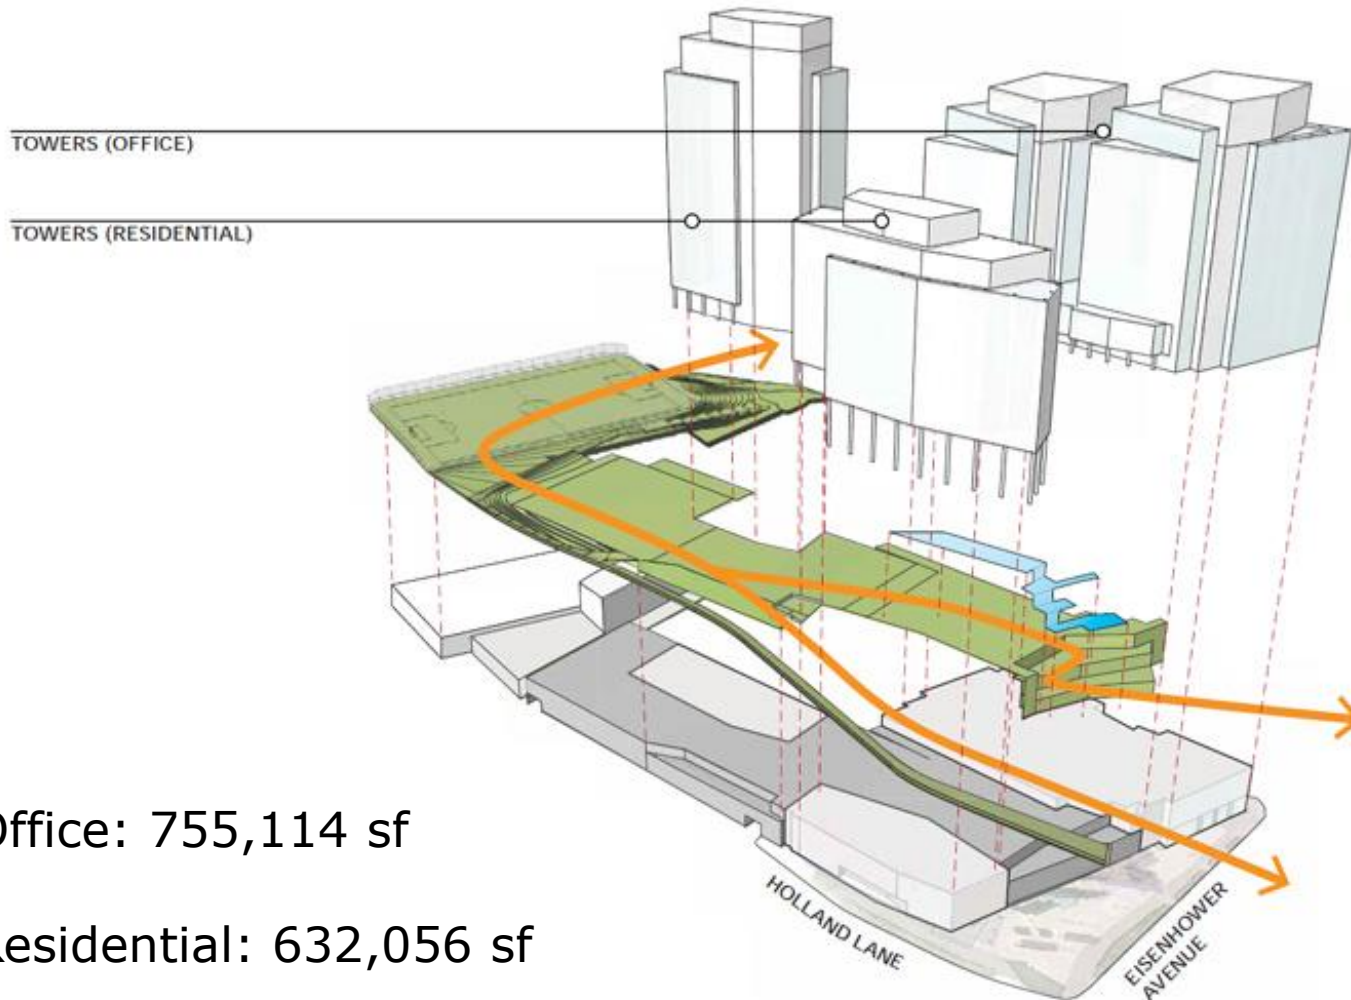 TOWERS (OFFICE)
TOWERS (RESIDENTIAL)
Office: 755,114 sf
Residential: 632,056 sf
HOLLAND LANE
EISENHOWER
AVENUE